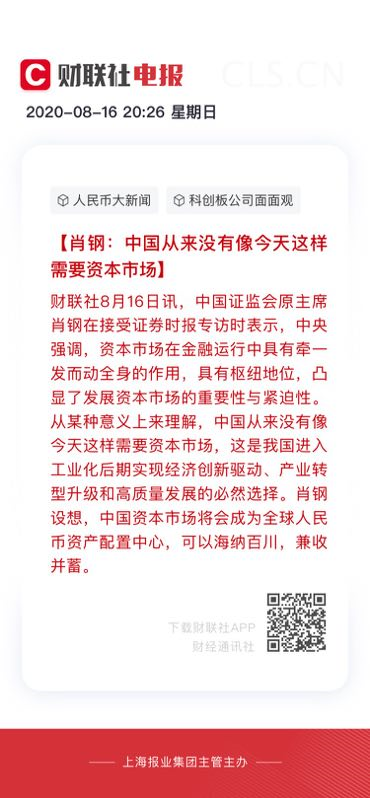 财联社电报
CLS.CN
2020-08-16 20:26 星期日
人民币大新闻 科创板公司面面观
【肖钢：中国从来没有像今天这样
需要资本市场】
财联社8月16日讯，中国证监会原主席
肖钢在接受证券时报专访时表示，中央
强调，资本市场在金融运行中具有牵一
发而动全身的作用，具有枢纽地位，凸
显了发展资本市场的重要性与紧迫性。
从某种意义上来理解，中国从来没有像
今天这样需要资本市场，这是我国进入
工业化后期实现经济创新驱动、产业转
型升级和高质量发展的必然选择。肖钢
设想，中国资本市场将会成为全球人民
币资产配置中心，可以海纳百川，兼收
并蓄。
下载财联社APP
财经通讯社
上海报业集团主管主办